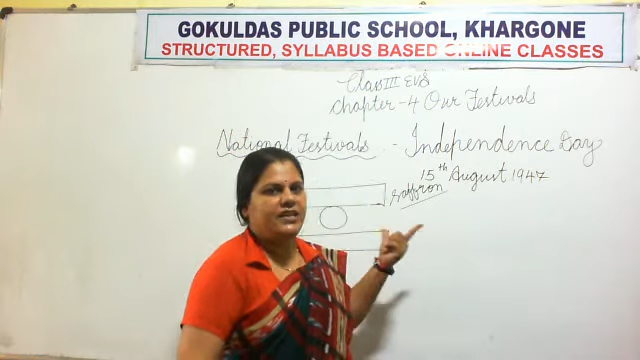 GOKULDAS PUBLIC SCHOOL, KHARGONE
STRUCTURED, SYLLABUS BASED ONLINE CLASSES
Class III EVS
Chapter-4 Our Festivals
National Festivals - Independence Day
15th August 1947
Saffron